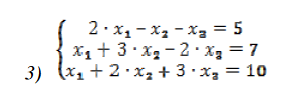 2 · x₁ − x₂ − x₃ = 5
x₁ + 3 · x₂ − 2 · x₃ = 7
3) x₁ + 2 · x₂ + 3 · x₃ = 10